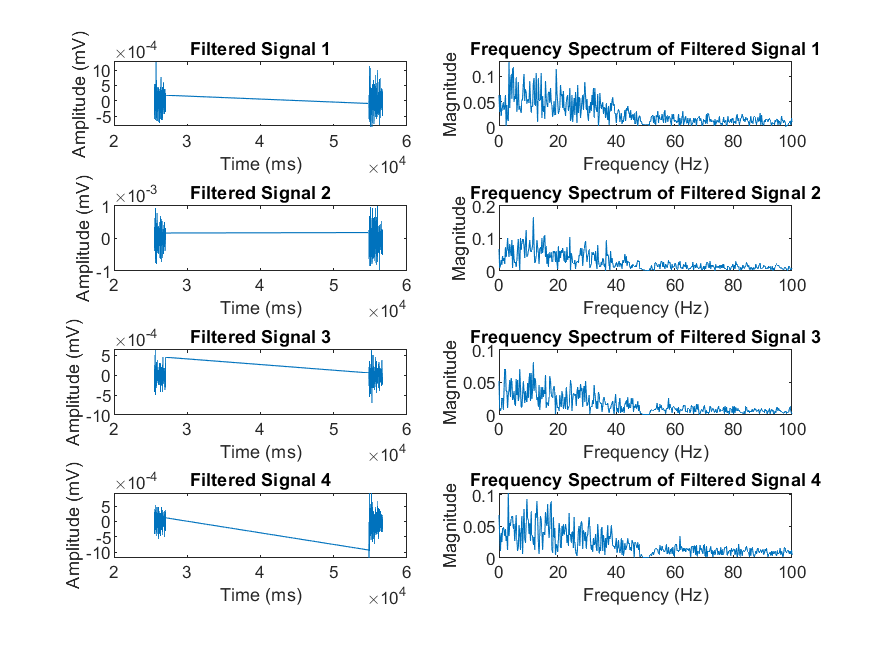 Filtered Signal 1
×10-4
Amplitude (mV)
10
5
0
-5
2 3 4 5 6
Time (ms)
×10⁴
Frequency Spectrum of Filtered Signal 1
Magnitude
0.1
0.05
0
0 20 40 60 80 100
Frequency (Hz)
Filtered Signal 2
×10-3
Amplitude (mV)
1
0
-1
2 3 4 5 6
Time (ms)
×10⁴
Frequency Spectrum of Filtered Signal 2
Magnitude
0.2
0.1
0
0 20 40 60 80 100
Frequency (Hz)
Filtered Signal 3
×10-4
Amplitude (mV)
5
0
-5
-10
2 3 4 5 6
Time (ms)
×10⁴
Frequency Spectrum of Filtered Signal 3
Magnitude
0.1
0.05
0
0 20 40 60 80 100
Frequency (Hz)
Filtered Signal 4
×10-4
Amplitude (mV)
5
0
-5
-10
2 3 4 5 6
Time (ms)
×10⁴
Frequency Spectrum of Filtered Signal 4
Magnitude
0.1
0.05
0
0 20 40 60 80 100
Frequency (Hz)